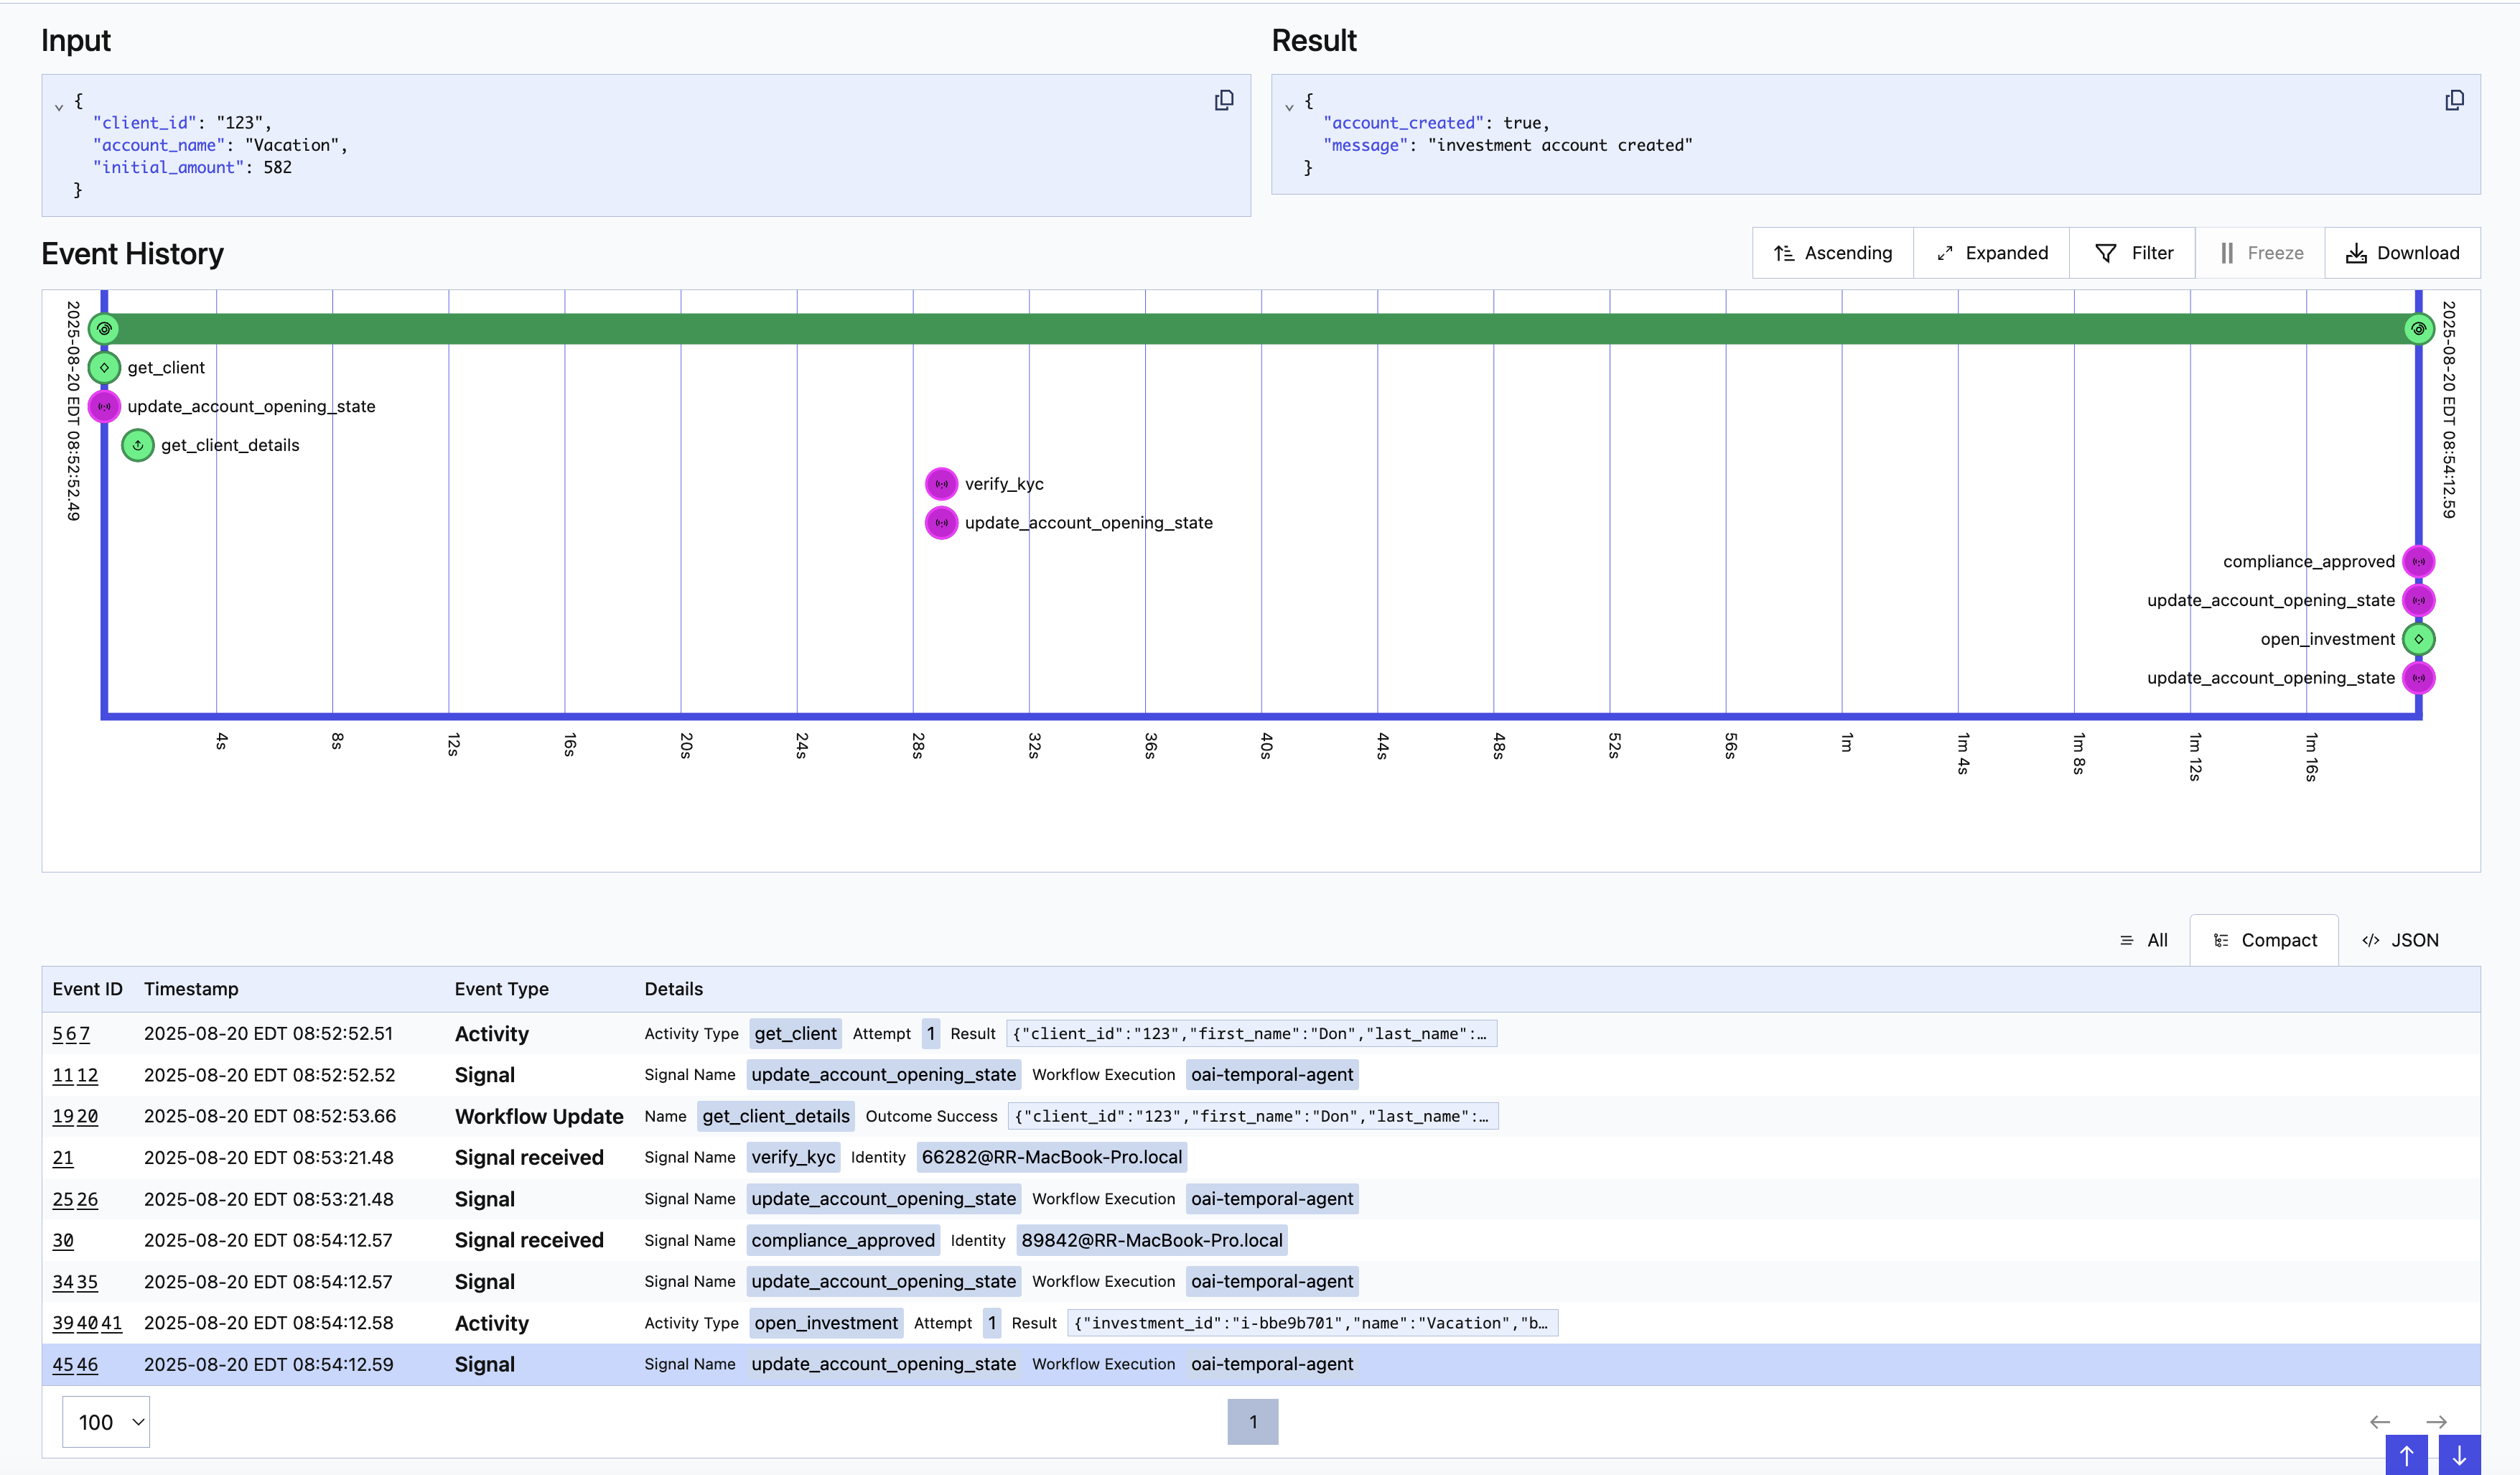 Input
{
"client_id": "123",
"account_name": "Vacation",
"initial_amount": 582
}
Result
{
"account_created": true,
"message": "investment account created"
}
Event History
Ascending
Expanded
Filter
Freeze
Download
2025-08-20 EDT 08:52:52.49
2025-08-20 EDT 08:54:12.59
get_client
update_account_opening_state
get_client_details
verify_kyc
update_account_opening_state
compliance_approved
update_account_opening_state
open_investment
update_account_opening_state
4s
8s
12s
16s
20s
24s
28s
32s
36s
40s
44s
48s
52s
56s
1m
1m 4s
1m 8s
1m 12s
1m 16s
All
Compact
JSON
Event ID Timestamp Event Type Details
5 6 7 2025-08-20 EDT 08:52:52.51 Activity Activity Type get_client Attempt 1 Result {"client_id":"123","first_name":"Don","last_name":…
11 12 2025-08-20 EDT 08:52:52.52 Signal Signal Name update_account_opening_state Workflow Execution oai-temporal-agent
19 20 2025-08-20 EDT 08:52:53.66 Workflow Update Name get_client_details Outcome Success {"client_id":"123","first_name":"Don","last_name":…
21 2025-08-20 EDT 08:53:21.48 Signal received Signal Name verify_kyc Identity 66282@RR-MacBook-Pro.local
25 26 2025-08-20 EDT 08:53:21.48 Signal Signal Name update_account_opening_state Workflow Execution oai-temporal-agent
30 2025-08-20 EDT 08:54:12.57 Signal received Signal Name compliance_approved Identity 89842@RR-MacBook-Pro.local
34 35 2025-08-20 EDT 08:54:12.57 Signal Signal Name update_account_opening_state Workflow Execution oai-temporal-agent
39 40 41 2025-08-20 EDT 08:54:12.58 Activity Activity Type open_investment Attempt 1 Result {"investment_id":"i-bbe9b701","name":"Vacation","b…
45 46 2025-08-20 EDT 08:54:12.59 Signal Signal Name update_account_opening_state Workflow Execution oai-temporal-agent
100
1